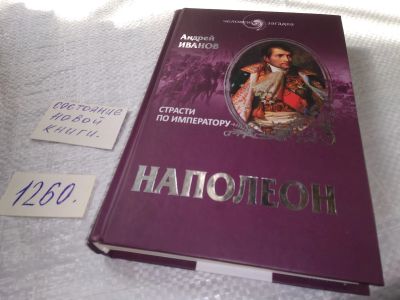 ЧЕЛОВЕК ЗАГАДКА
Андрей
ИВАНОВ
СТРАСТИ
ПО ИМПЕРАТОРУ
НАПОЛЕОН
СОСТОЯНИЕ
НОВОЙ
КНИГИ.
1260.